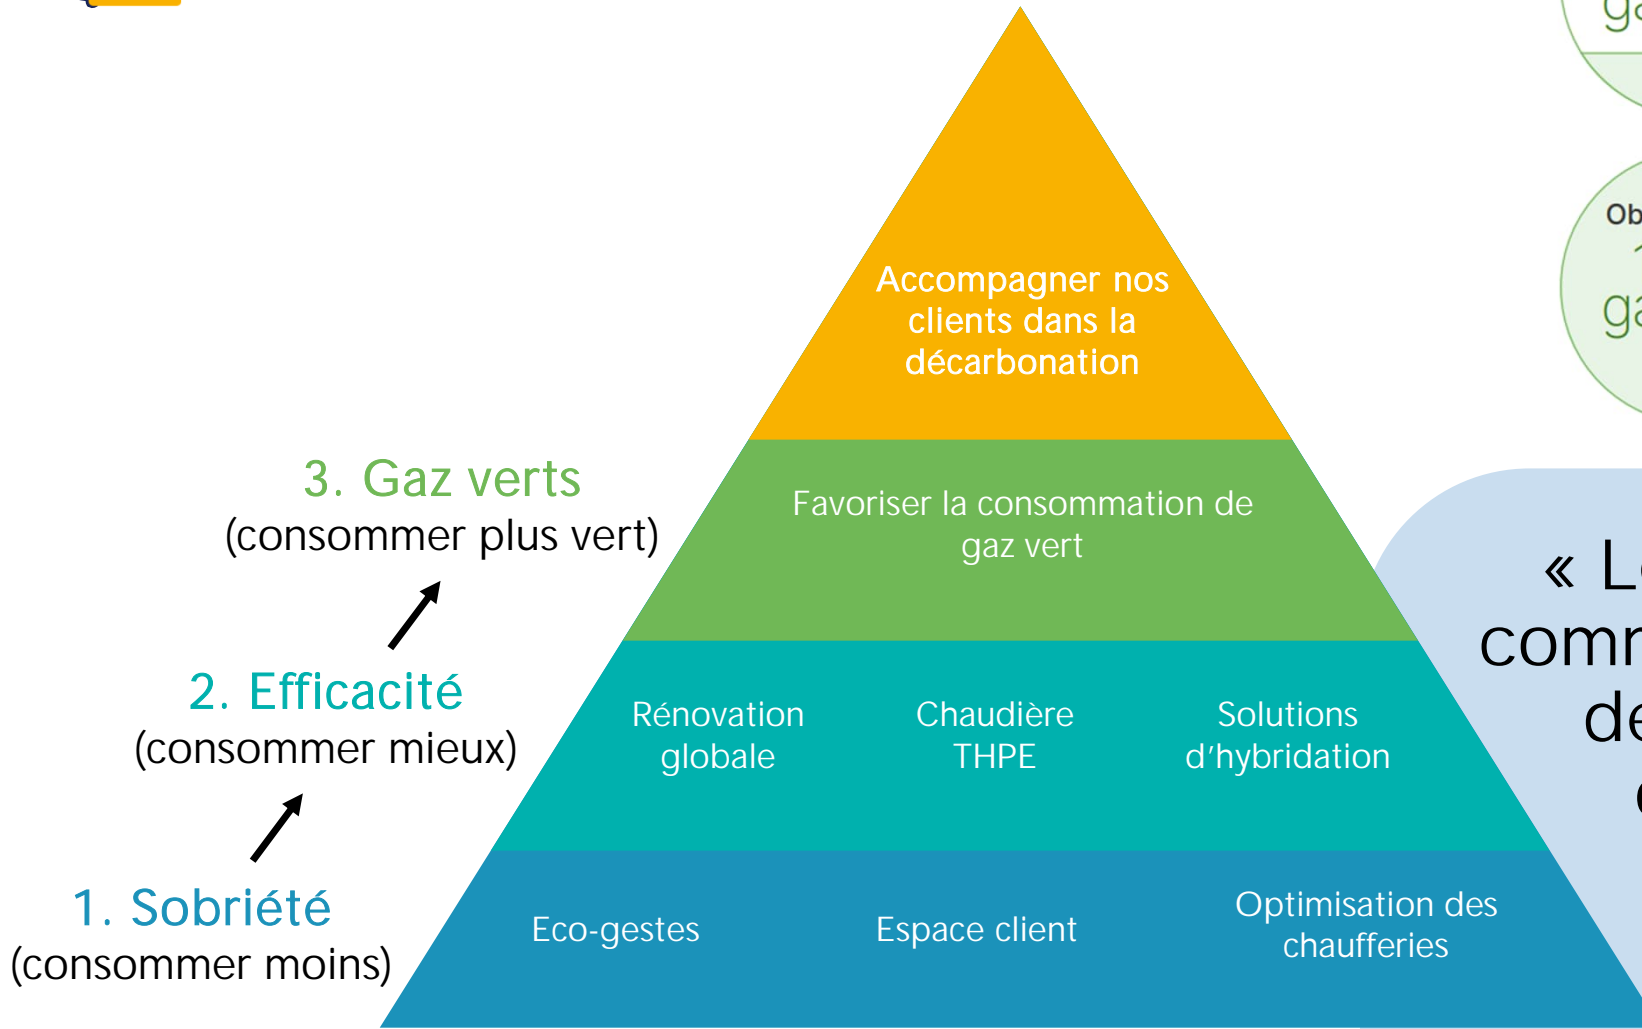 Accompagner nos
clients dans la
décarbonation
3. Gaz verts
(consommer plus vert)
Favoriser la consommation de
gaz vert
2. Efficacité
(consommer mieux)
Rénovation
globale
Chaudière
THPE
Solutions
d'hybridation
1. Sobriété
(consommer moins)
Eco-gestes
Espace client
Optimisation des
chaufferies
«